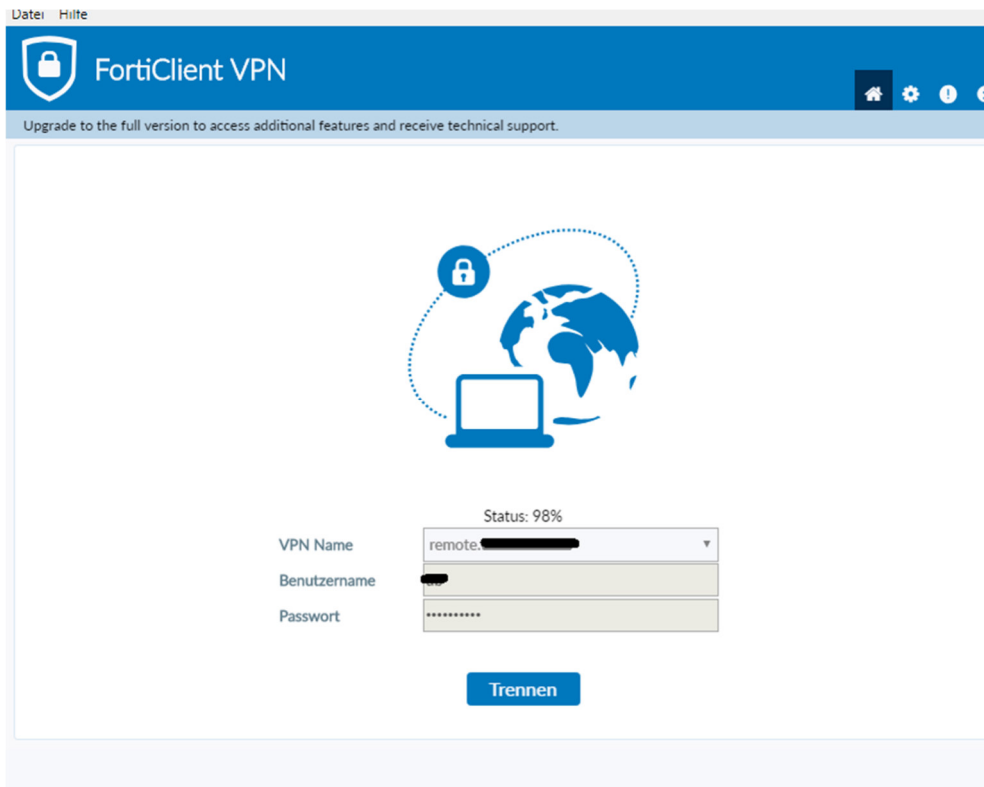 Datei Hilfe
FortiClient VPN
Upgrade to the full version to access additional features and receive technical support.
Status: 98%
VPN Name remote.
Benutzername
Passwort ••••••••••
Trennen